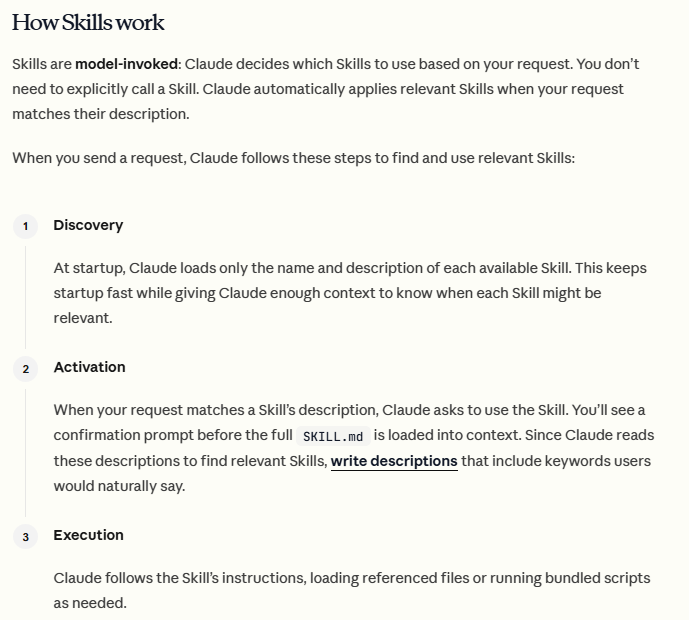 How Skills work
Skills are model-invoked: Claude decides which Skills to use based on your request. You don’t
need to explicitly call a Skill. Claude automatically applies relevant Skills when your request
matches their description.
When you send a request, Claude follows these steps to find and use relevant Skills:
1 Discovery
At startup, Claude loads only the name and description of each available Skill. This keeps
startup fast while giving Claude enough context to know when each Skill might be
relevant.
2 Activation
When your request matches a Skill’s description, Claude asks to use the Skill. You’ll see a
confirmation prompt before the full SKILL.md is loaded into context. Since Claude reads
these descriptions to find relevant Skills, write descriptions that include keywords users
would naturally say.
3 Execution
Claude follows the Skill’s instructions, loading referenced files or running bundled scripts
as needed.